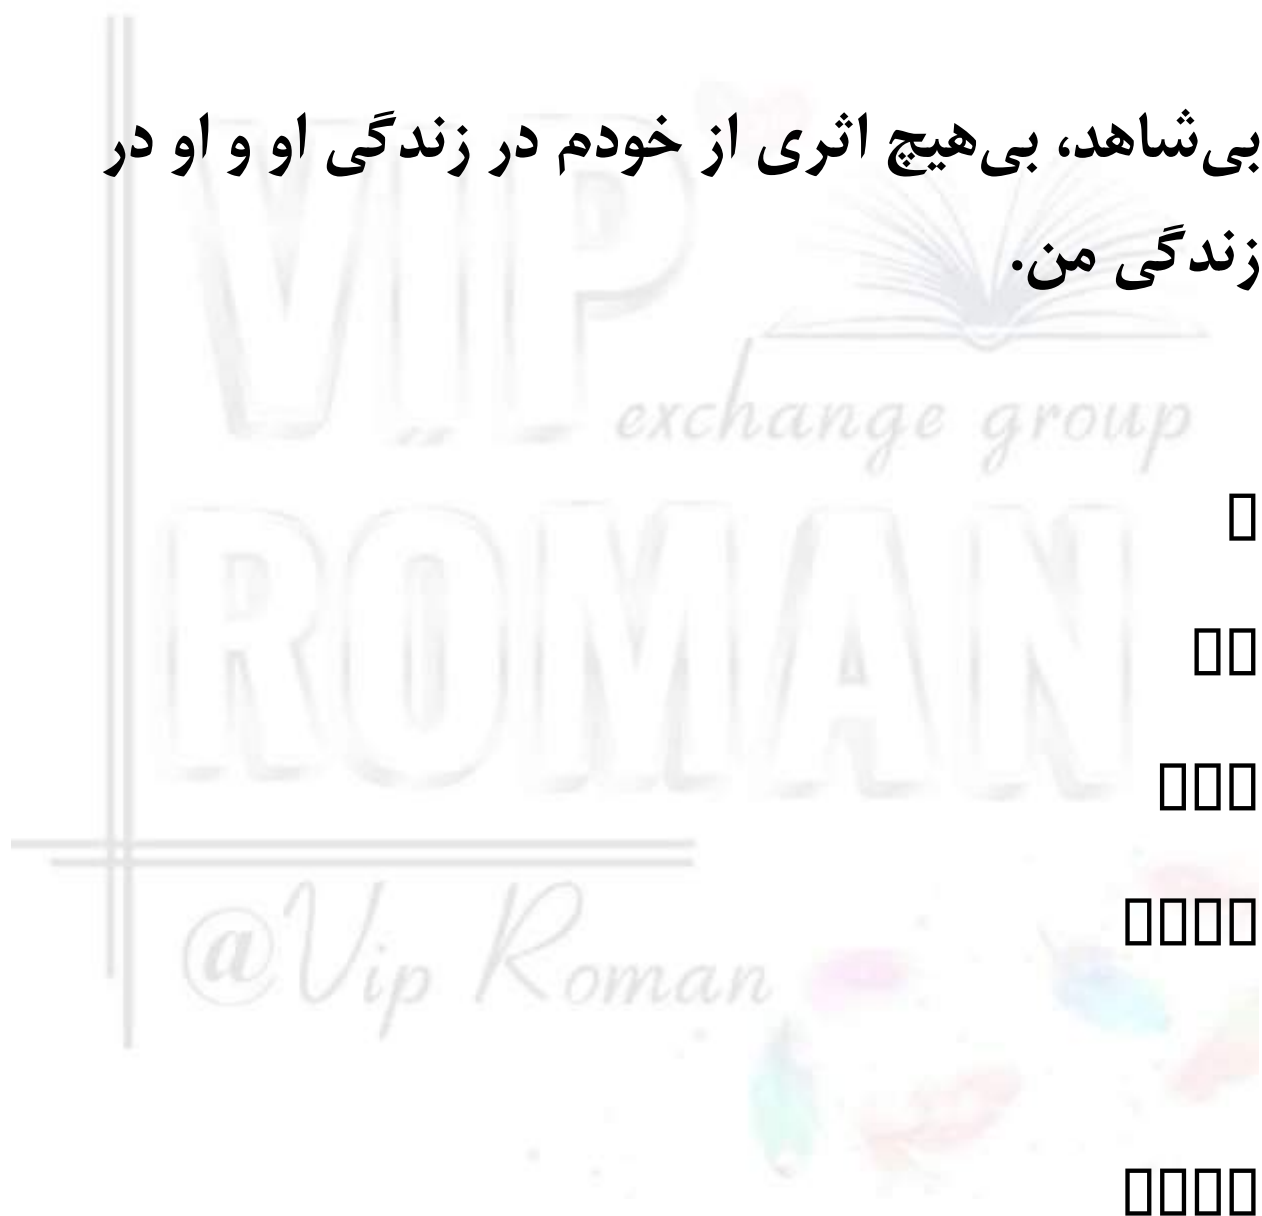 بی‌شاهد، بی‌هیچ اثری از خودم در زندگی او و او در
زندگی من.
VIP
exchange group
ROMAN
▯
▯▯
▯▯▯
▯▯▯▯
@Vip Roman
▯▯▯▯